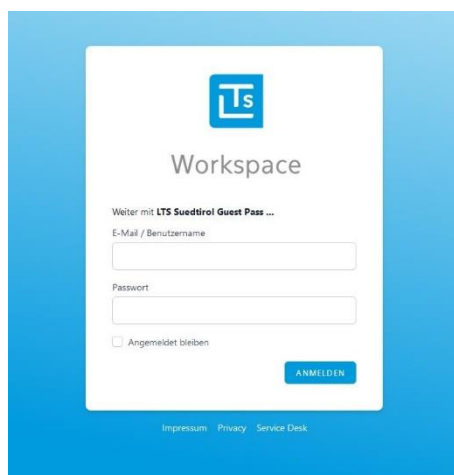 LTS
Workspace
Weiter mit LTS Suedtirol Guest Pass ...
E-Mail / Benutzername
Passwort
Angemeldet bleiben
ANMELDEN
Impressum Privacy Service Desk